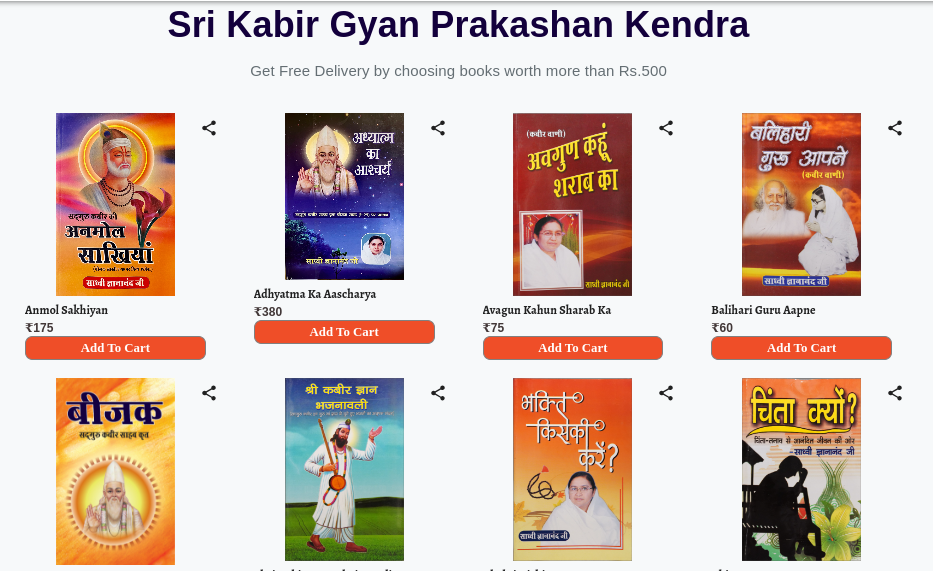 Sri Kabir Gyan Prakashan Kendra
Get Free Delivery by choosing books worth more than Rs.500
सद्गुरु कबीर की
अनमोल
साखियां
साध्वी ज्ञानानंद जी
Anmol Sakhiyan
₹175
Add To Cart
अध्यात्म
का
आश्चर्य
साध्वी ज्ञानानंद जी
Adhyatma Ka Aascharya
₹380
Add To Cart
(कबीर वाणी)
अवगुण कहूं
शराब का
साध्वी ज्ञानानंद जी
Avagun Kahun Sharab Ka
₹75
Add To Cart
बलिहारी
गुरू आपने
(कबीर वाणी)
साध्वी ज्ञानानंद जी
Balihari Guru Aapne
₹60
Add To Cart
बीजक
सद्गुरु कबीर साहब कृत
श्री कबीर ज्ञान
भजनावली
भक्ति
किसकी
करें?
साध्वी ज्ञानानंद जी
चिंता क्यों?
चिंता-तनाव से आनंदित जीवन की ओर
-साध्वी ज्ञानानंद जी